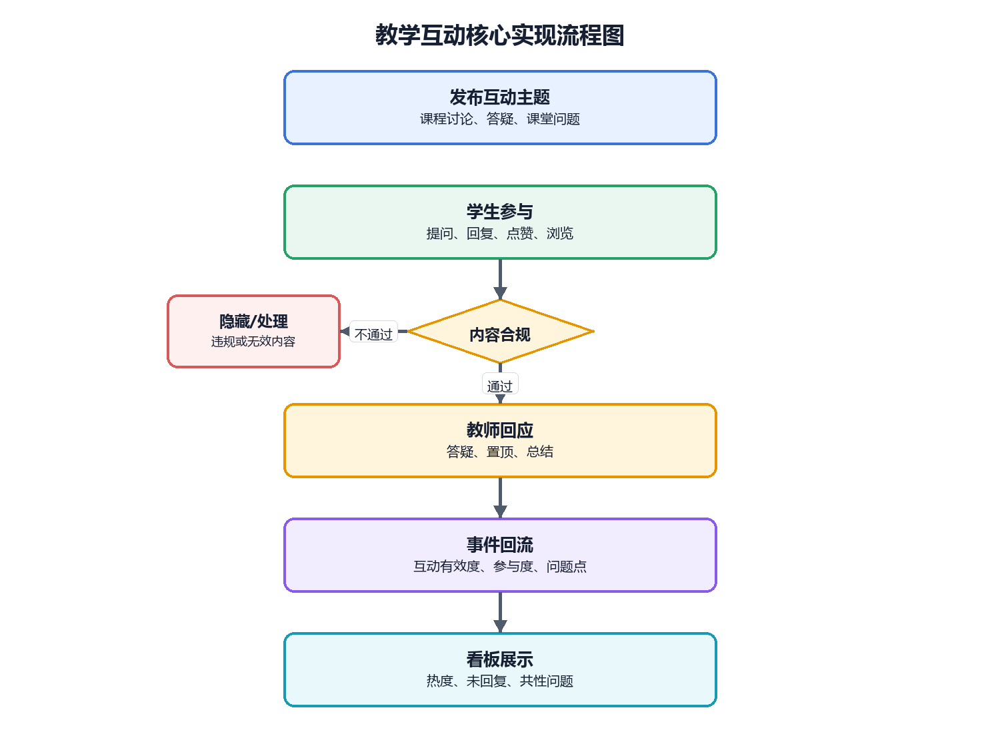 教学互动核心实现流程图
发布互动主题
课程讨论、答疑、课堂问题
学生参与
提问、回复、点赞、浏览
隐藏/处理
违规或无效内容
不通过
内容合规
通过
教师回应
答疑、置顶、总结
事件回流
互动有效度、参与度、问题点
看板展示
热度、未回复、共性问题